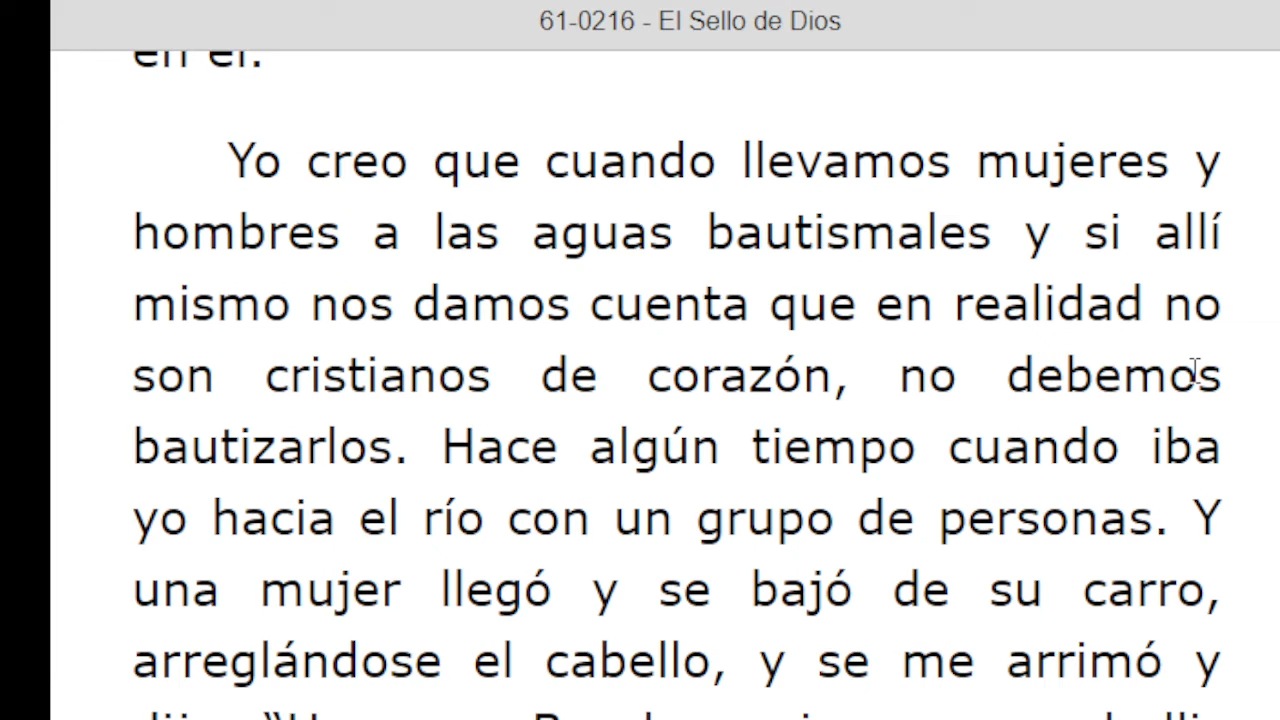 61-0216 - El Sello de Dios
en él.
Yo creo que cuando llevamos mujeres y
hombres a las aguas bautismales y si allí
mismo nos damos cuenta que en realidad no
son cristianos de corazón, no debemos
bautizarlos. Hace algún tiempo cuando iba
yo hacia el río con un grupo de personas. Y
una mujer llegó y se bajó de su carro,
arreglándose el cabello, y se me arrimó y